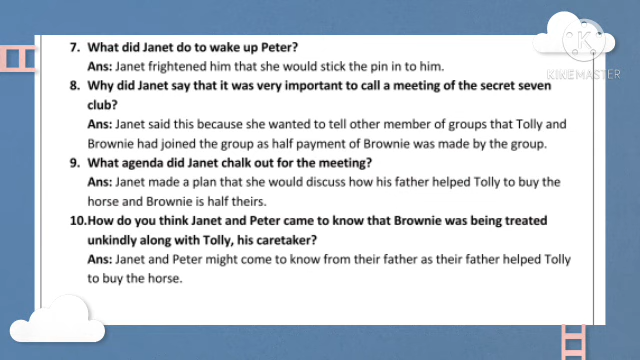 7. What did Janet do to wake up Peter?
Ans: Janet frightened him that she would stick the pin in to him.
8. Why did Janet say that it was very important to call a meeting of the secret seven
club?
Ans: Janet said this because she wanted to tell other member of groups that Tolly and
Brownie had joined the group as half payment of Brownie was made by the group.
9. What agenda did Janet chalk out for the meeting?
Ans: Janet made a plan that she would discuss how his father helped Tolly to buy the
horse and Brownie is half theirs.
10.How do you think Janet and Peter came to know that Brownie was being treated
unkindly along with Tolly, his caretaker?
Ans: Janet and Peter might come to know from their father as their father helped Tolly
to buy the horse.
K
KINEMASTER